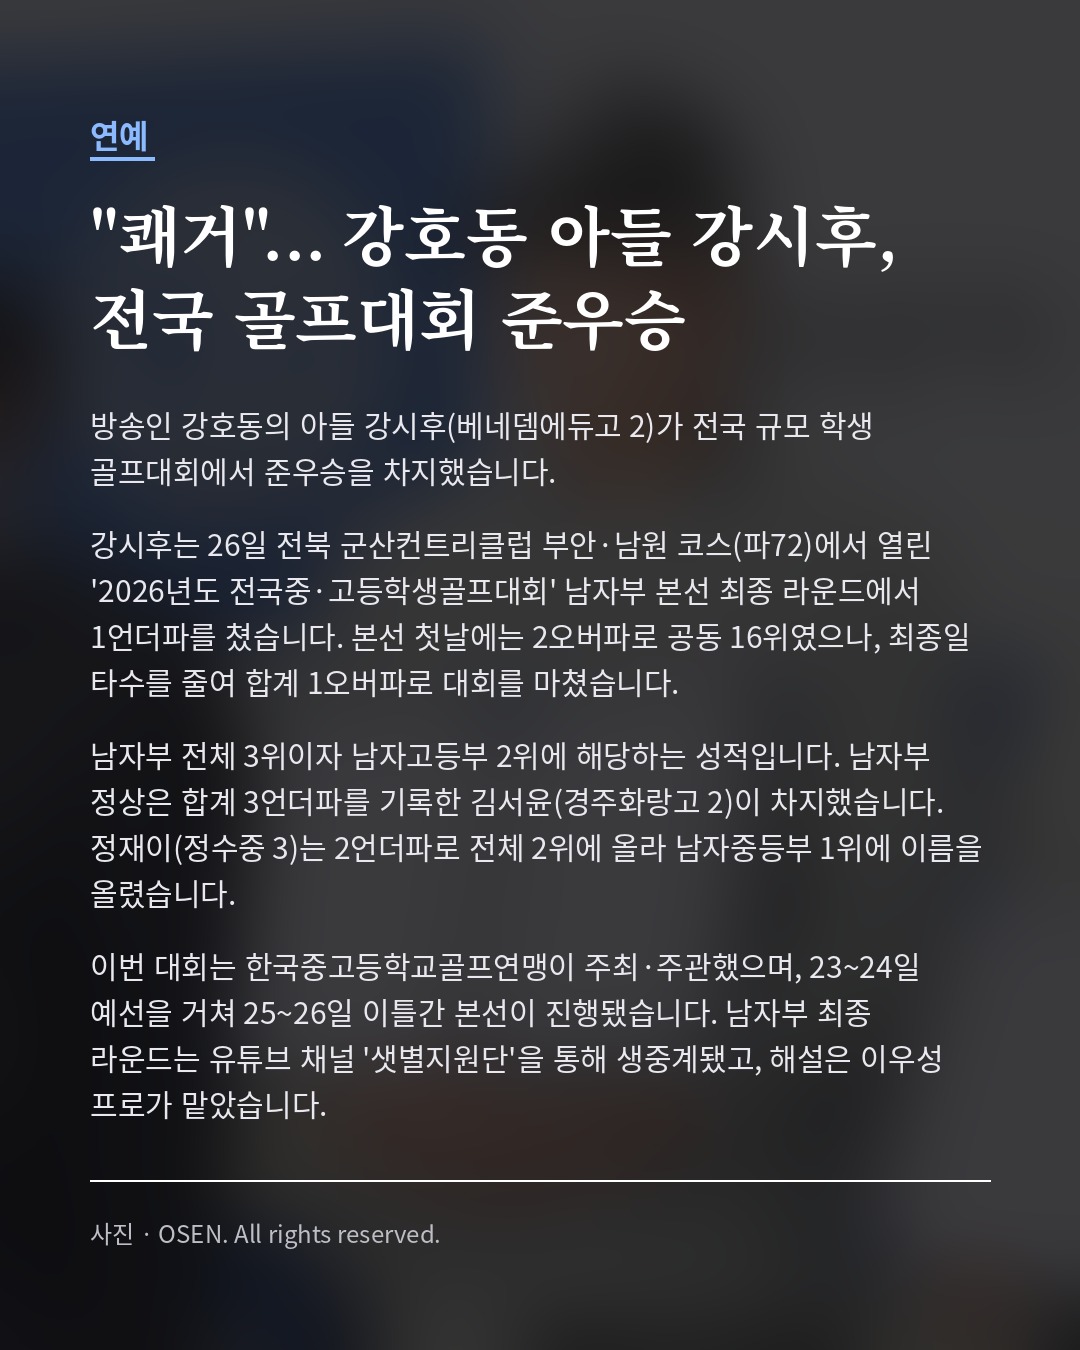 연예
"쾌거"... 강호동 아들 강시후,
전국 골프대회 준우승
방송인 강호동의 아들 강시후(베네뎀에듀고 2)가 전국 규모 학생
골프대회에서 준우승을 차지했습니다.
강시후는 26일 전북 군산컨트리클럽 부안·남원 코스(파72)에서 열린
'2026년도 전국중·고등학생골프대회' 남자부 본선 최종 라운드에서
1언더파를 쳤습니다. 본선 첫날에는 2오버파로 공동 16위였으나, 최종일
타수를 줄여 합계 1오버파로 대회를 마쳤습니다.
남자부 전체 3위이자 남자고등부 2위에 해당하는 성적입니다. 남자부
정상은 합계 3언더파를 기록한 김서윤(경주화랑고 2)이 차지했습니다.
정재이(정수중 3)는 2언더파로 전체 2위에 올라 남자중등부 1위에 이름을
올렸습니다.
이번 대회는 한국중고등학교골프연맹이 주최·주관했으며, 23~24일
예선을 거쳐 25~26일 이틀간 본선이 진행됐습니다. 남자부 최종
라운드는 유튜브 채널 '샛별지원단'을 통해 생중계됐고, 해설은 이우성
프로가 맡았습니다.
사진 · OSEN. All rights reserved.